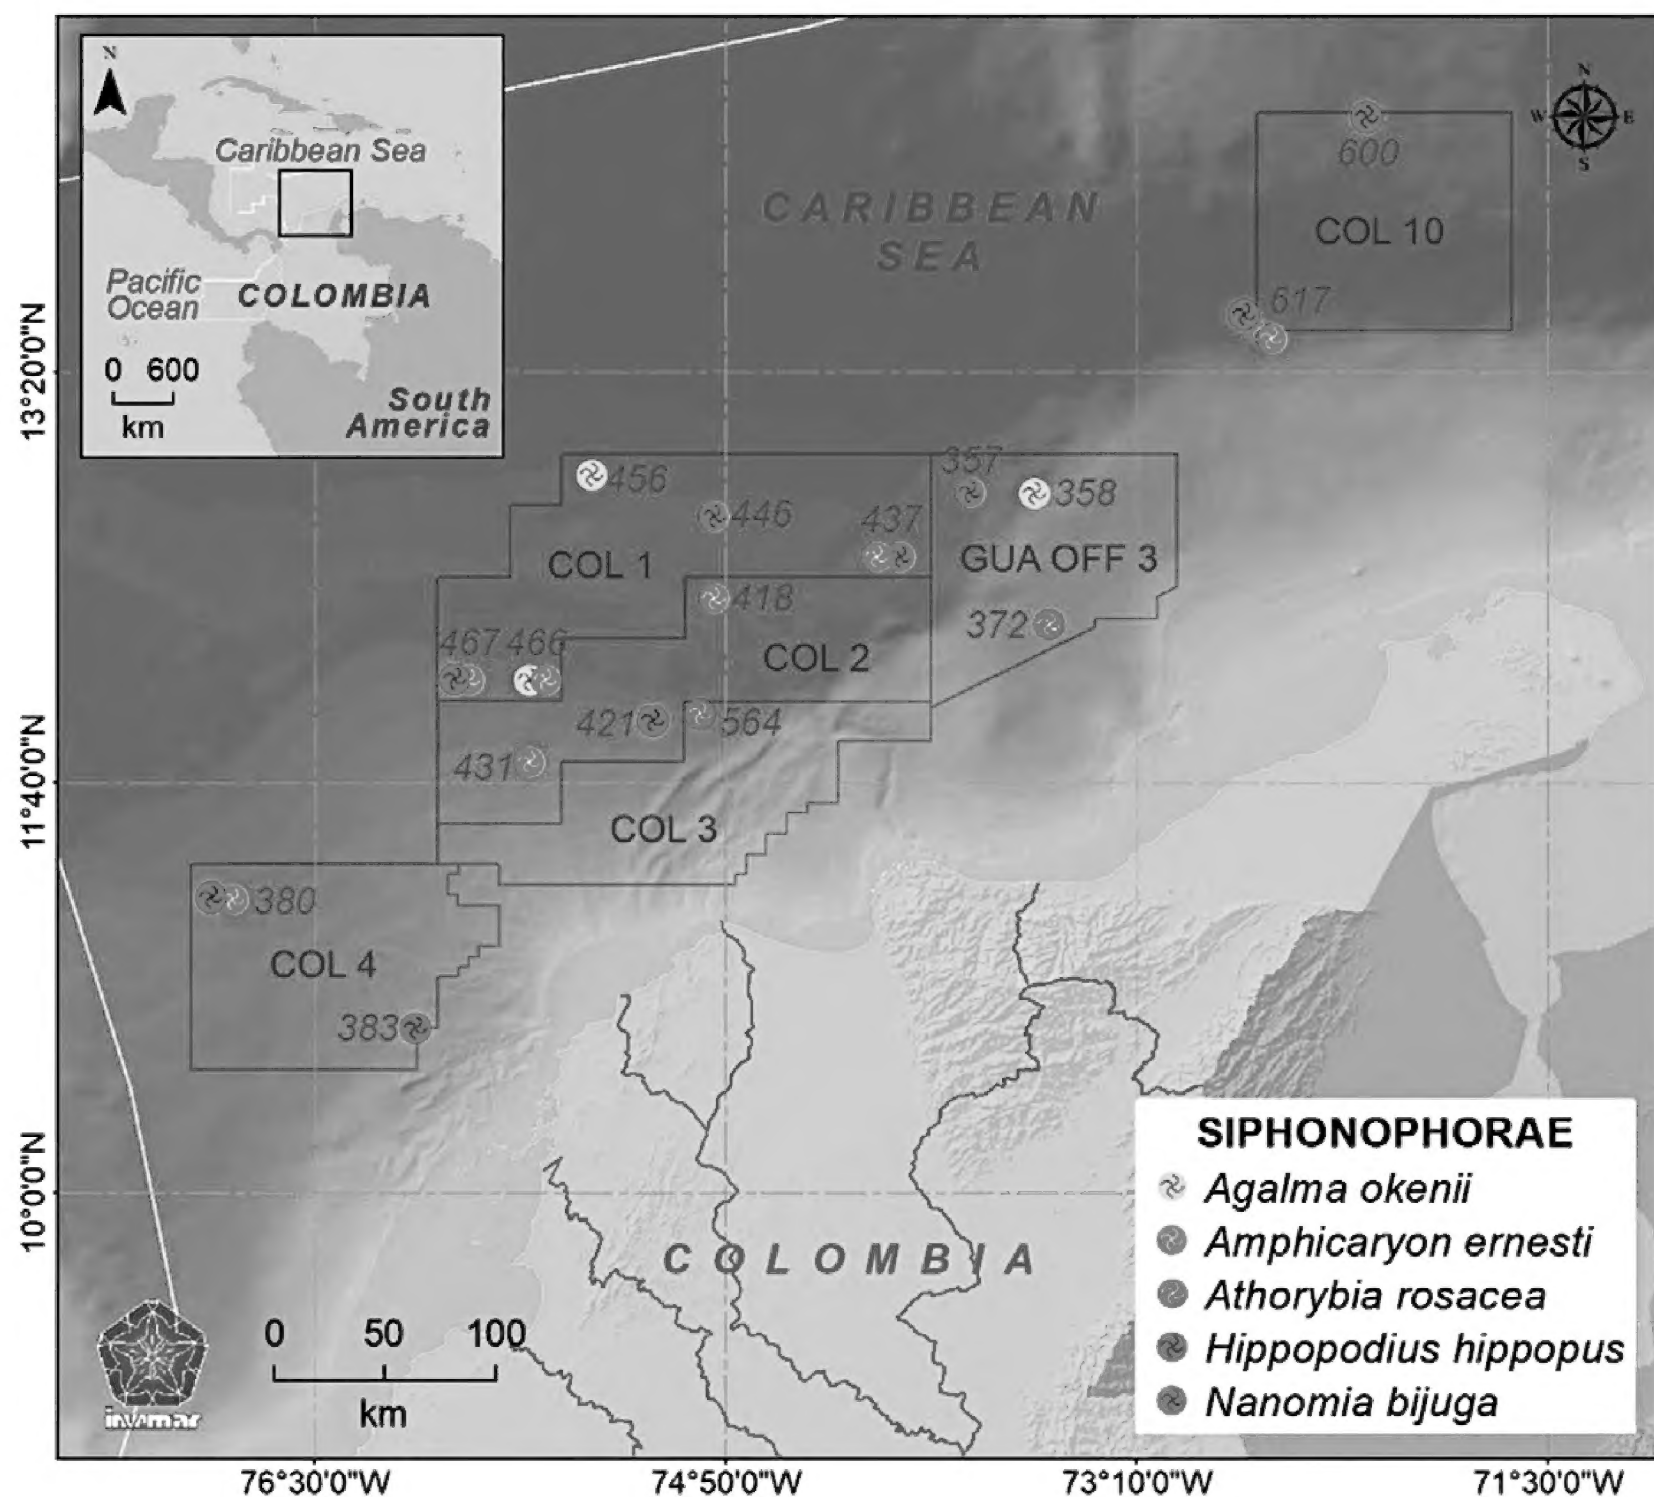 N
Caribbean Sea
Pacific
Ocean
COLOMBIA
0 600
km
South
America
CARIBBEAN
SEA
N
W E
S
600
COL 10
617
13°20'0"N
456
446
437
357
358
COL 1
GUA OFF 3
418
372
467 466
COL 2
421
564
431
11°40'0"N
COL 3
380
COL 4
383
10°0'0"N
COLOMBIA
SIPHONOPHORAE
Agalma okenii
Amphicaryon ernesti
Athorybia rosacea
Hippopodius hippopus
Nanomia bijuga
0 50 100
km
invemar
76°30'0"W 74°50'0"W 73°10'0"W 71°30'0"W